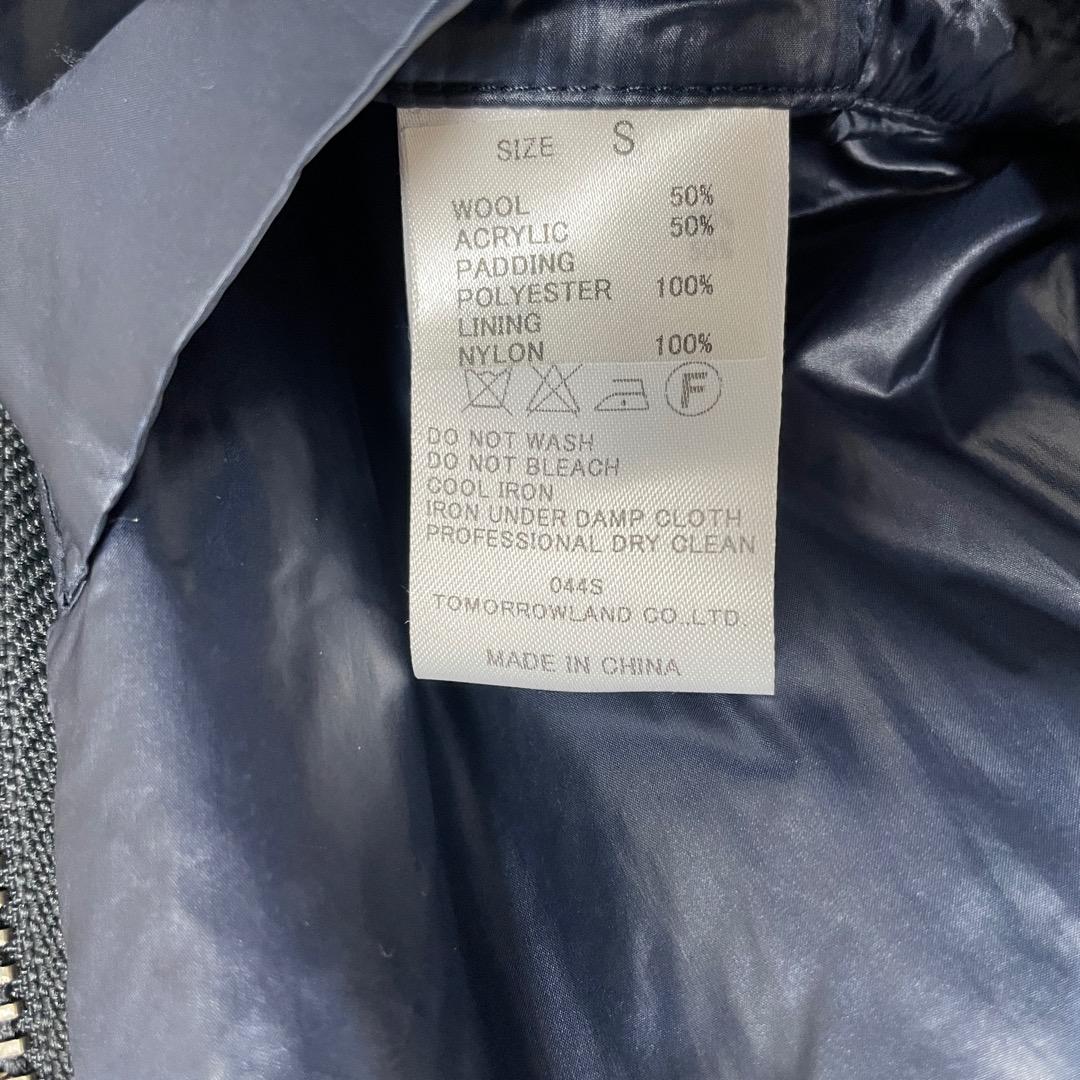 SIZE S
WOOL 50%
ACRYLIC 50%
PADDING
POLYESTER 100%
LINING
NYLON 100%
F
DO NOT WASH
DO NOT BLEACH
COOL IRON
IRON UNDER DAMP CLOTH
PROFESSIONAL DRY CLEAN
044S
TOMORROWLAND CO.,LTD.
MADE IN CHINA